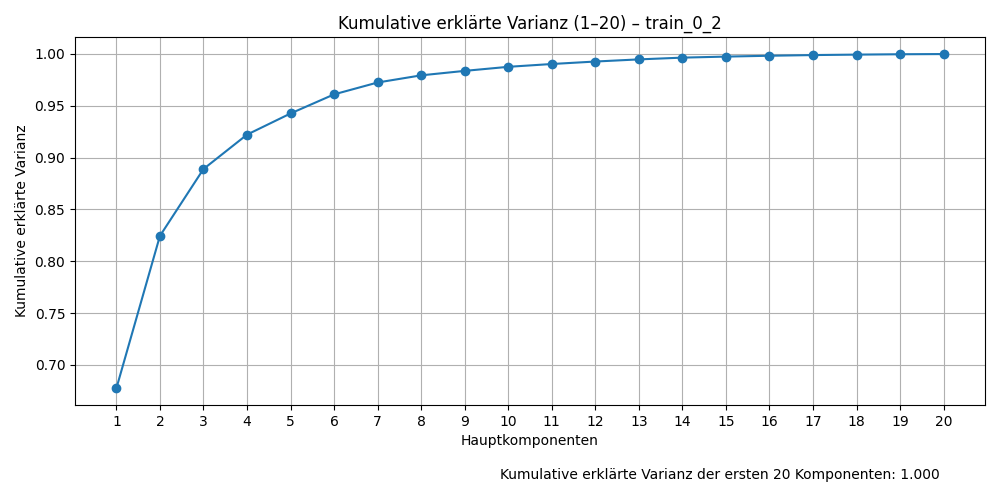 Kumulative erklärte Varianz (1–20) – train_0_2
Kumulative erklärte Varianz
1.00
0.95
0.90
0.85
0.80
0.75
0.70
1 2 3 4 5 6 7 8 9 10 11 12 13 14 15 16 17 18 19 20
Hauptkomponenten
Kumulative erklärte Varianz der ersten 20 Komponenten: 1.000